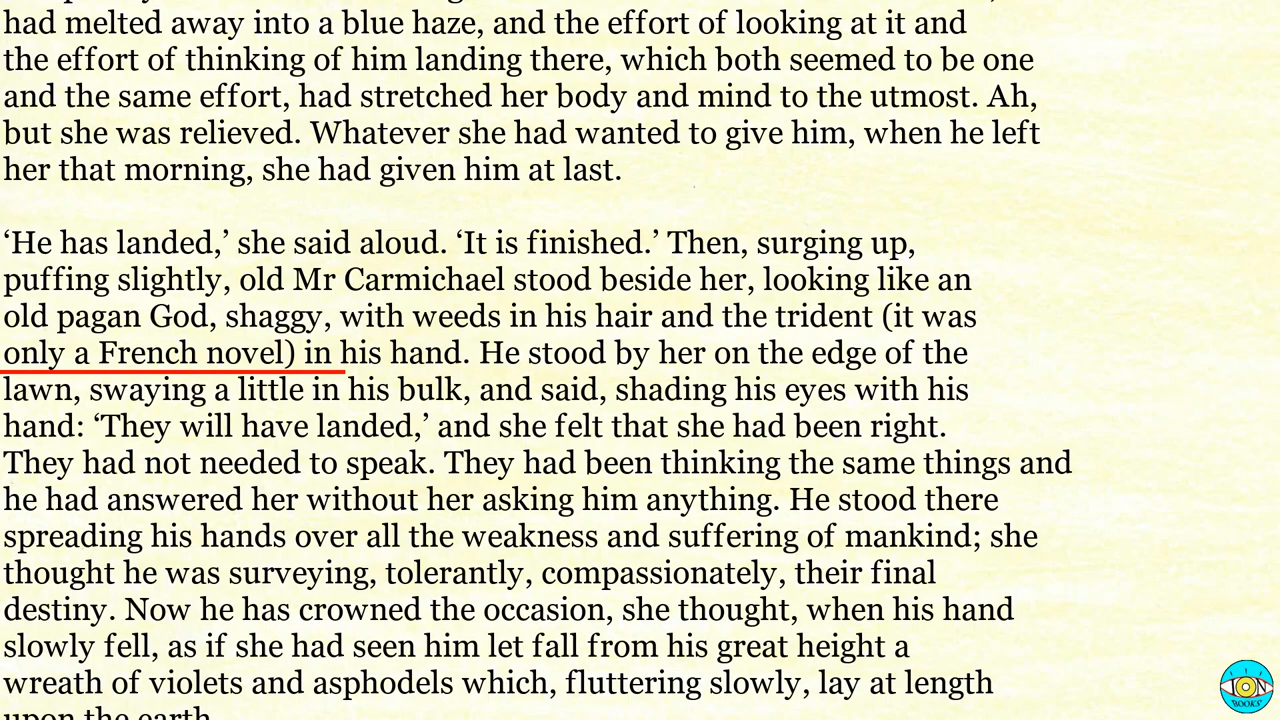 had melted away into a blue haze, and the effort of looking at it and
the effort of thinking of him landing there, which both seemed to be one
and the same effort, had stretched her body and mind to the utmost. Ah,
but she was relieved. Whatever she had wanted to give him, when he left
her that morning, she had given him at last.

‘He has landed,’ she said aloud. ‘It is finished.’ Then, surging up,
puffing slightly, old Mr Carmichael stood beside her, looking like an
old pagan God, shaggy, with weeds in his hair and the trident (it was
only a French novel) in his hand. He stood by her on the edge of the
lawn, swaying a little in his bulk, and said, shading his eyes with his
hand: ‘They will have landed,’ and she felt that she had been right.
They had not needed to speak. They had been thinking the same things and
he had answered her without her asking him anything. He stood there
spreading his hands over all the weakness and suffering of mankind; she
thought he was surveying, tolerantly, compassionately, their final
destiny. Now he has crowned the occasion, she thought, when his hand
slowly fell, as if she had seen him let fall from his great height a
wreath of violets and asphodels which, fluttering slowly, lay at length
upon the earth.
ION
BOOKS